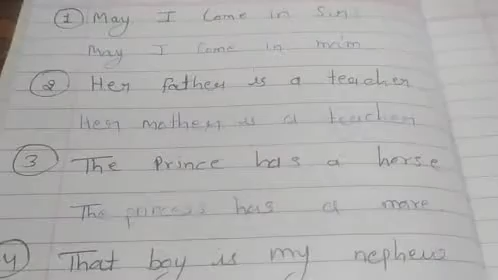 ① May I Come in Sir
May I Come in maim
② Her father is a teacher
Her mother is a teacher
③ The Prince has a horse
The princess has a mare
4 That boy is my nephew